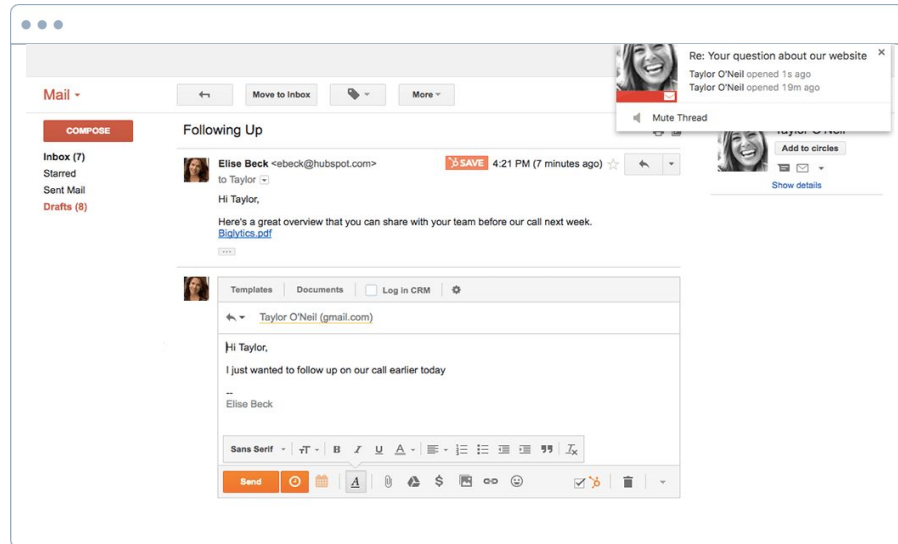 Re: Your question about our website
Taylor O'Neil opened 1s ago
Taylor O'Neil opened 19m ago
Mute Thread
Mail
Move to Inbox
More
COMPOSE
Inbox (7)
Starred
Sent Mail
Drafts (8)
Following Up
Elise Beck <ebeck@hubspot.com>
SAVE 4:21 PM (7 minutes ago)
to Taylor
Hi Taylor,
Here's a great overview that you can share with your team before our call next week.
Biglytics.pdf
Taylor O'Neil
Add to circles
Show details
Templates Documents Log in CRM
Taylor O'Neil (gmail.com)
Hi Taylor,
I just wanted to follow up on our call earlier today
--
Elise Beck
Sans Serif TT B I U A Tx
Send A $